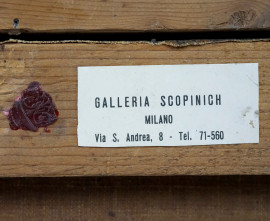 GALLERIA SCOPINICH
MILANO
Via S. Andrea, 8 - Tel. 71-560